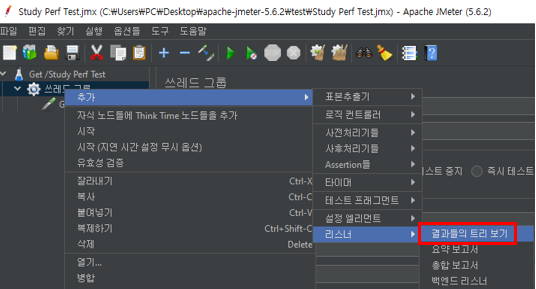 Study Perf Test.jmx (C:\Users\PC\Desktop\apache-jmeter-5.6.2\test\Study Perf Test.jmx) - Apache JMeter (5.6.2)
파일 편집 찾기 실행 옵션들 도구 도움말
Get /Study Perf Test
쓰레드 그룹
쓰레드 그룹
G
추가
자식 노드들에 Think Time 노드들을 추가
시작
시작 (지연 시간 설정 무시 옵션)
유효성 검증
잘라내기 Ctrl-X
복사 Ctrl-C
붙여넣기 Ctrl-V
복제하기 Ctrl+Shift-C
삭제 Delete
열기...
병합
표본추출기
로직 컨트롤러
사전처리기들
사후처리기들
Assertion들
타이머
테스트 프래그먼트
설정 엘리먼트
리스너
스트 중지 즉시 테스트
결과들의 트리 보기
요약 보고서
총합 보고서
백엔드 리스너